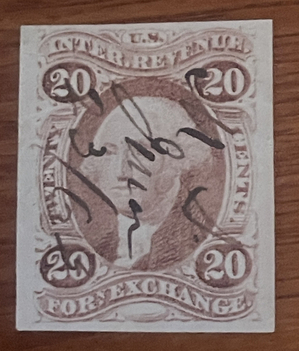 U.S.
INTER. REVENUE
20 20
TWENTY CENTS.
20 20
FOR N EXCHANGE.